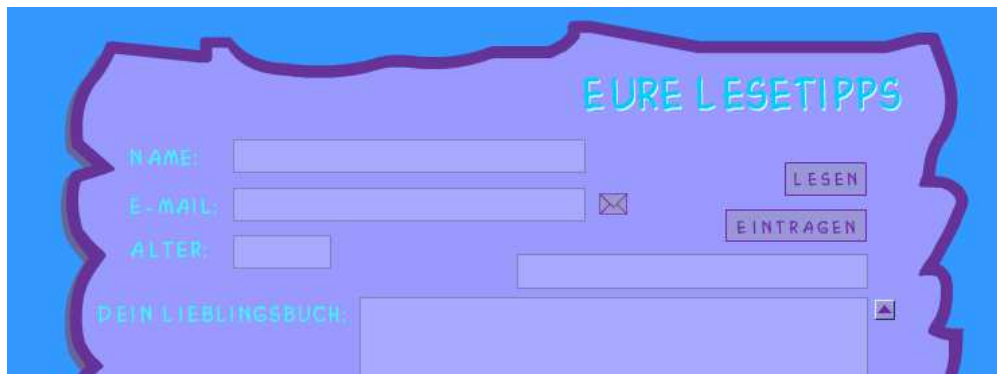 EURE LESETIPPS
NAME:
LESEN
E-MAIL:
EINTRAGEN
ALTER:
DEIN LIEBLINGSBUCH: